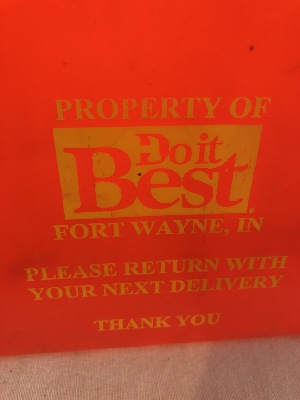 PROPERTY OF
Do it
Best®
FORT WAYNE, IN
PLEASE RETURN WITH
YOUR NEXT DELIVERY
THANK YOU